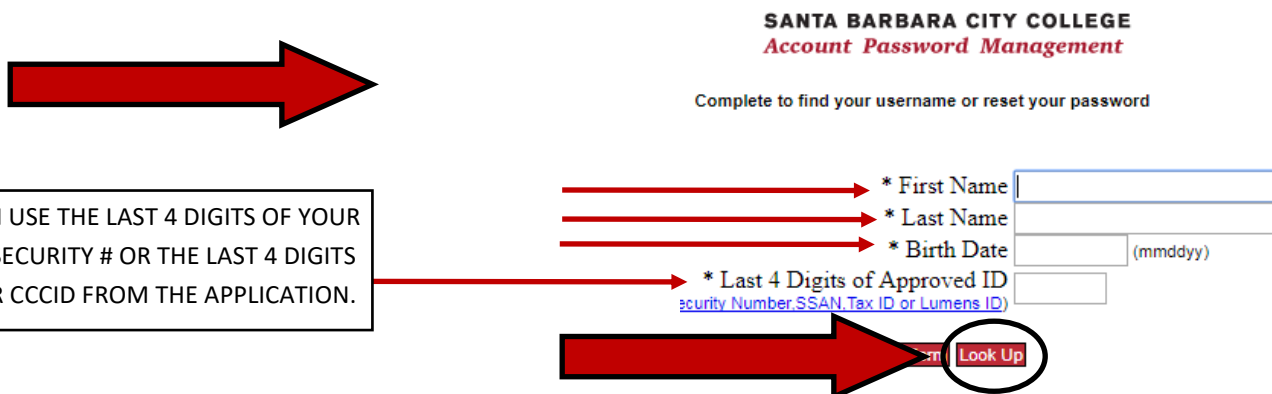 SANTA BARBARA CITY COLLEGE
Account Password Management
Complete to find your username or reset your password
* First Name
* Last Name
* Birth Date (mmddyy)
* Last 4 Digits of Approved ID
Number,SSAN,Tax ID or Lumens ID)
Look Up
USE THE LAST 4 DIGITS OF YOUR
# OR THE LAST 4 DIGITS
CCCID FROM THE APPLICATION.